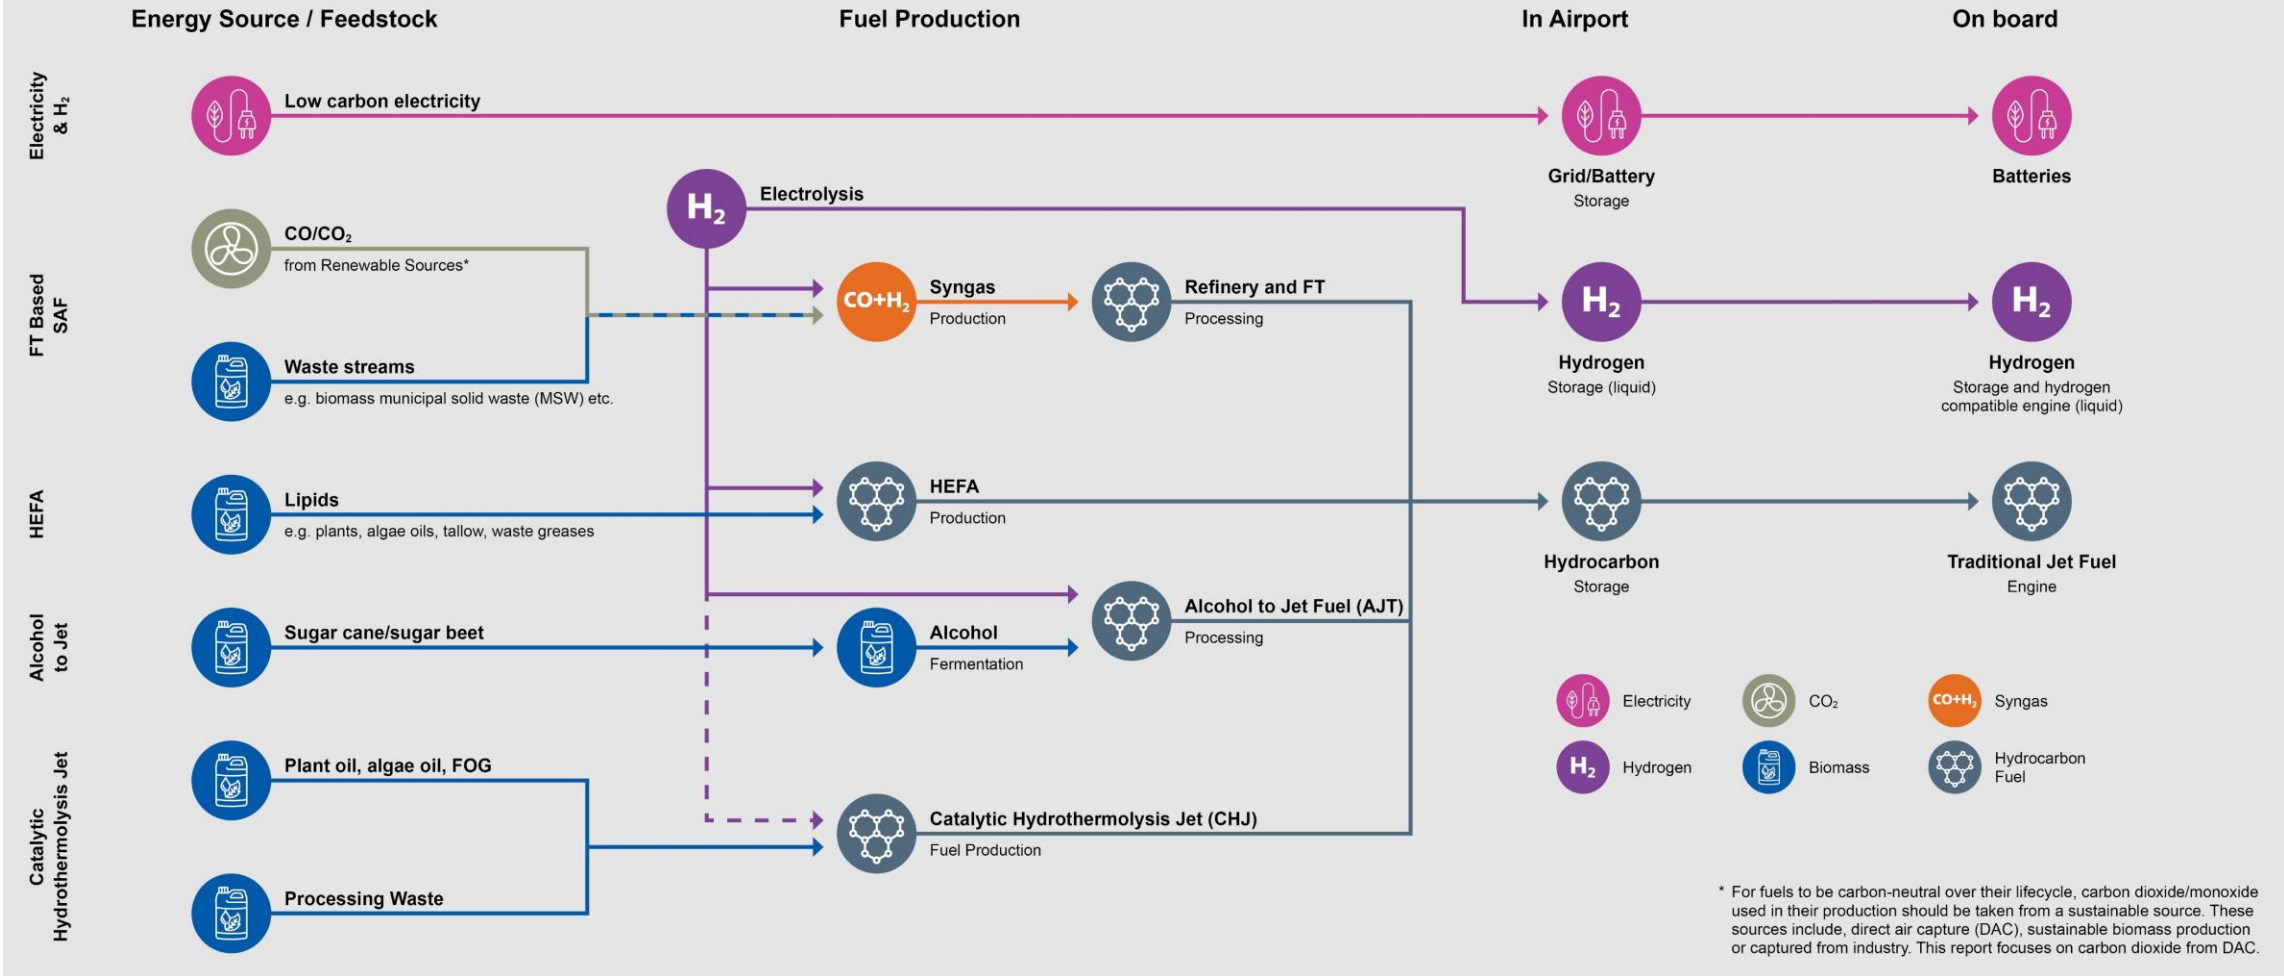 Energy Source / Feedstock
Fuel Production
In Airport
On board
Electricity
& H₂
Low carbon electricity
Grid/Battery
Storage
Batteries
H₂
Electrolysis
FT Based
SAF
CO/CO₂
from Renewable Sources*
CO+H₂
Syngas
Production
Refinery and FT
Processing
H₂
Hydrogen
Storage (liquid)
H₂
Hydrogen
Storage and hydrogen
compatible engine (liquid)
Waste streams
e.g. biomass municipal solid waste (MSW) etc.
HEFA
Lipids
e.g. plants, algae oils, tallow, waste greases
HEFA
Production
Hydrocarbon
Storage
Traditional Jet Fuel
Engine
Alcohol
to Jet
Sugar cane/sugar beet
Alcohol
Fermentation
Alcohol to Jet Fuel (AJT)
Processing
Catalytic
Hydrothermolysis Jet
Plant oil, algae oil, FOG
Processing Waste
Catalytic Hydrothermolysis Jet (CHJ)
Fuel Production
Electricity
CO₂
CO+H₂
Syngas
H₂
Hydrogen
Biomass
Hydrocarbon
Fuel
* For fuels to be carbon-neutral over their lifecycle, carbon dioxide/monoxide
used in their production should be taken from a sustainable source. These
sources include, direct air capture (DAC), sustainable biomass production
or captured from industry. This report focuses on carbon dioxide from DAC.